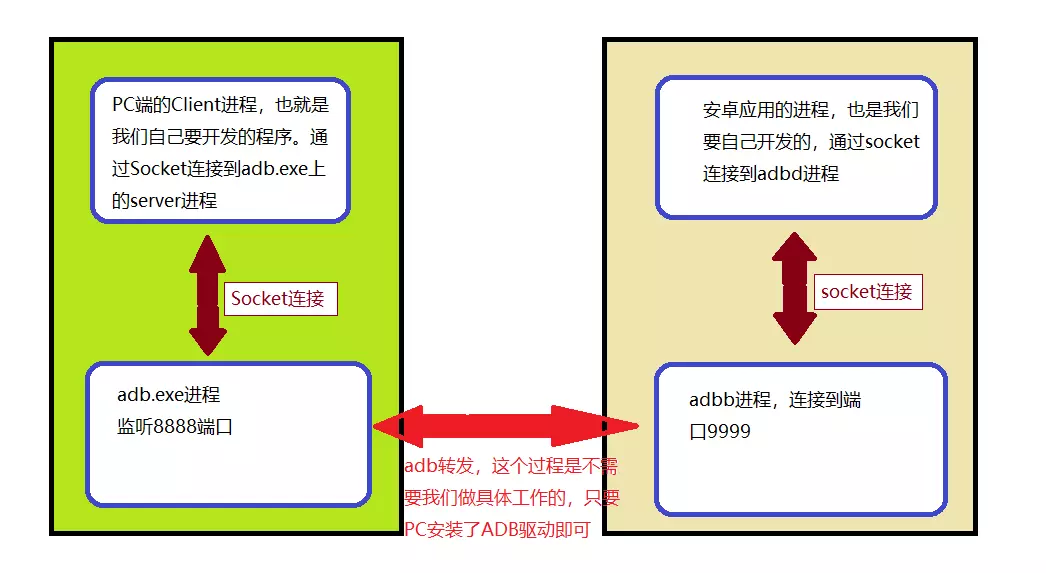 PC端的Client进程，也就是
我们自己要开发的程序。通
过Socket连接到adb.exe上
的server进程
Socket连接
adb.exe进程
监听8888端口
adb转发，这个过程是不需
要我们做具体工作的，只要
PC安装了ADB驱动即可
安卓应用的进程，也是我们
要自己开发的，通过socket
连接到adbd进程
socket连接
adbb进程，连接到端
口9999